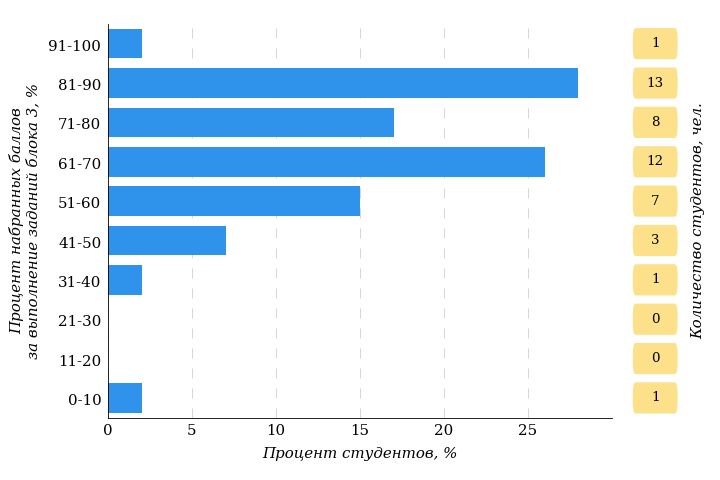 Процент набранных баллов
за выполнение заданий блока 3, %
91-100 1
81-90 13
71-80 8
61-70 12
51-60 7
41-50 3
31-40 1
21-30 0
11-20 0
0-10 1
0 5 10 15 20 25
Процент студентов, %
Количество студентов, чел.